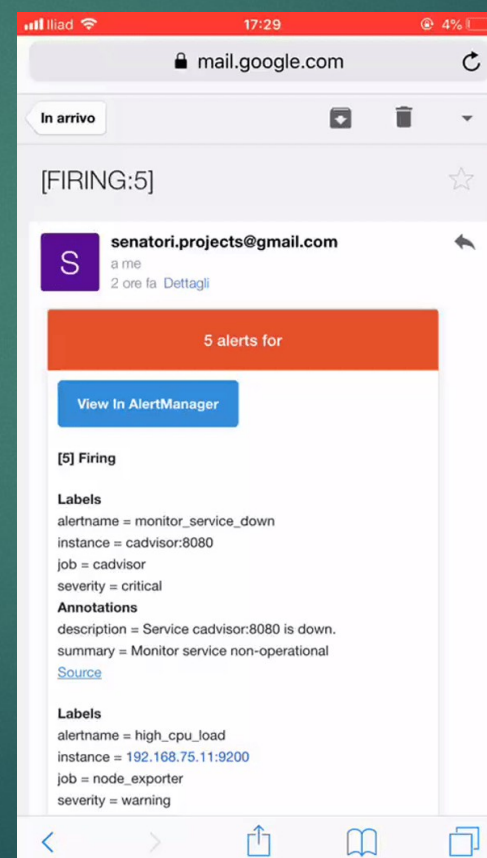 Iliad 17:29 4%
mail.google.com
In arrivo
[FIRING:5]
S
senatori.projects@gmail.com
a me
2 ore fa Dettagli
5 alerts for
View In AlertManager
[5] Firing
Labels
alertname = monitor_service_down
instance = cadvisor:8080
job = cadvisor
severity = critical
Annotations
description = Service cadvisor:8080 is down.
summary = Monitor service non-operational
Source
Labels
alertname = high_cpu_load
instance = 192.168.75.11:9200
job = node_exporter
severity = warning